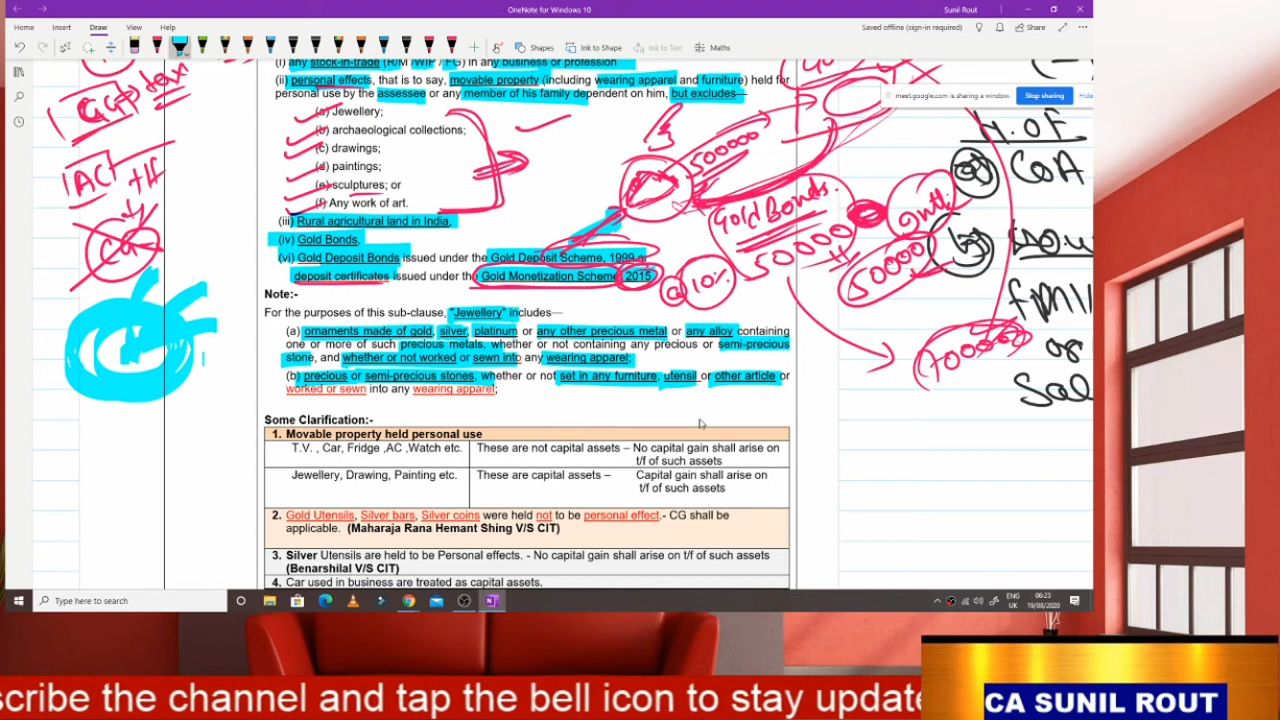 OneNote for Windows 10
Sunil Rout
Home Insert Draw View Help
Saved offline (sign-in required)
Share
Shapes
Ink to Shape
Ink to Text
Maths
(i) any stock-in-trade (R/M /WIP / FG) in any business or profession
(ii) personal effects, that is to say, movable property (including wearing apparel and furniture) held for
personal use by the assessee or any member of his family dependent on him, but excludes—
meet.google.com is sharing a window.
Stop sharing
Hide
(a) Jewellery;
(b) archaeological collections;
(c) drawings;
(d) paintings;
(e) sculptures; or
(f) Any work of art.
(iii) Rural agricultural land in India,
(iv) Gold Bonds,
(vi) Gold Deposit Bonds issued under the Gold Deposit Scheme, 1999 or
deposit certificates issued under the Gold Monetization Scheme 2015
500000
Gold Bonds.
50000
50000
@ 10%
N. OF
COA
or
Note:-
For the purposes of this sub-clause, "Jewellery" includes—
(a) ornaments made of gold, silver, platinum or any other precious metal or any alloy containing
one or more of such precious metals, whether or not containing any precious or semi-precious
stone, and whether or not worked or sewn into any wearing apparel;
(b) precious or semi-precious stones, whether or not set in any furniture, utensil or other article or
worked or sewn into any wearing apparel;
Some Clarification:-
1. Movable property held personal use
T.V. , Car, Fridge ,AC ,Watch etc.
These are not capital assets – No capital gain shall arise on
t/f of such assets
Jewellery, Drawing, Painting etc.
These are capital assets – Capital gain shall arise on
t/f of such assets
2. Gold Utensils, Silver bars, Silver coins were held not to be personal effect.- CG shall be
applicable. (Maharaja Rana Hemant Shing V/S CIT)
3. Silver Utensils are held to be Personal effects. - No capital gain shall arise on t/f of such assets
(Benarshilal V/S CIT)
4. Car used in business are treated as capital assets.
Type here to search
ENG
UK
06:23
19/08/2020
scribe the channel and tap the bell icon to stay update
CA SUNIL ROUT